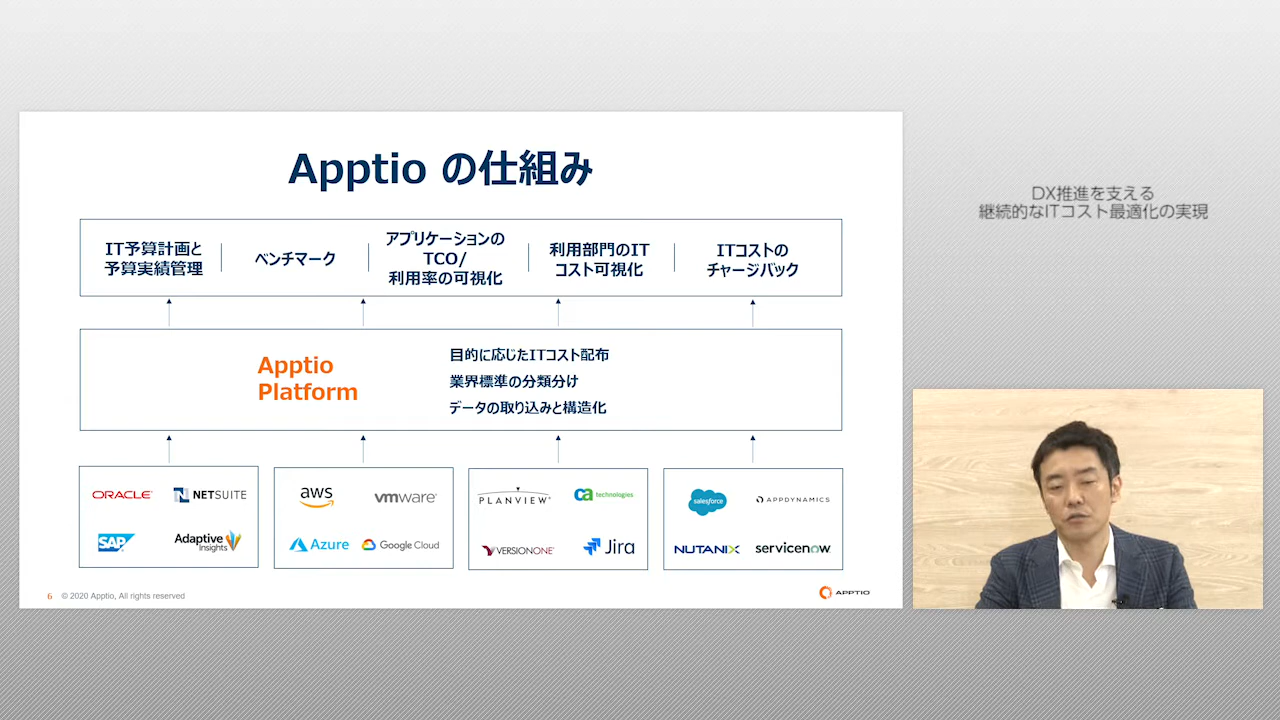 Apptio の仕組み
IT予算計画と
予算実績管理
ベンチマーク
アプリケーションの
TCO/
利用率の可視化
利用部門のIT
コスト可視化
ITコストの
チャージバック
Apptio
Platform
目的に応じたITコスト配布
業界標準の分類分け
データの取り込みと構造化
ORACLE
NETSUITE
SAP
Adaptive
Insights
aws
vmware
Azure
Google Cloud
PLANVIEW
ca technologies
VERSIONONE
Jira
salesforce
APPDYNAMICS
NUTANIX
servicenow
6 © 2020 Apptio, All rights reserved
APPTIO
DX推進を支える
継続的なITコスト最適化の実現